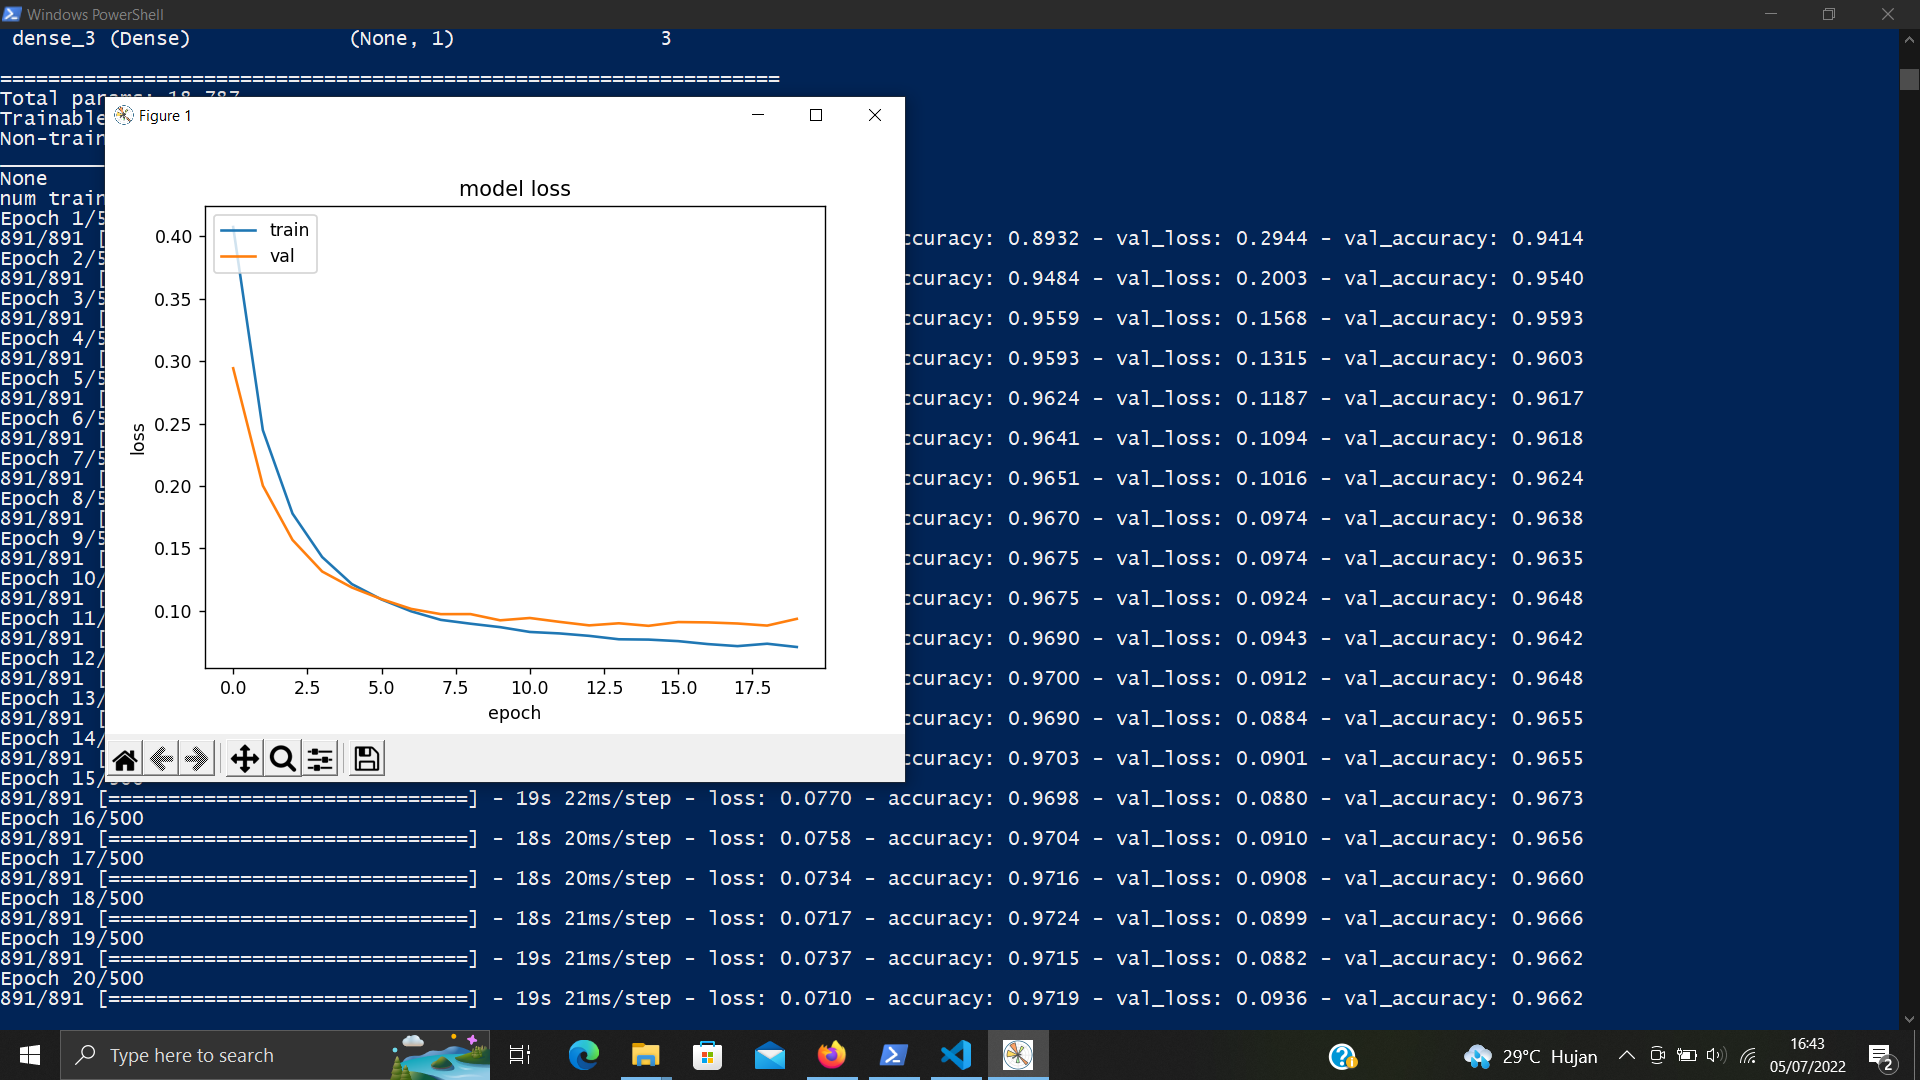 Windows PowerShell
dense_3 (Dense) (None, 1) 3
=================================================================
Total params: 18,787
Trainable
Non-train
None
num train
Figure 1
model loss
train
val
0.40
0.35
0.30
0.25
0.20
0.15
0.10
loss
0.0 2.5 5.0 7.5 10.0 12.5 15.0 17.5
epoch
Epoch 1/5
891/891 [ ccuracy: 0.8932 - val_loss: 0.2944 - val_accuracy: 0.9414
Epoch 2/5
891/891 [ ccuracy: 0.9484 - val_loss: 0.2003 - val_accuracy: 0.9540
Epoch 3/5
891/891 [ ccuracy: 0.9559 - val_loss: 0.1568 - val_accuracy: 0.9593
Epoch 4/5
891/891 [ ccuracy: 0.9593 - val_loss: 0.1315 - val_accuracy: 0.9603
Epoch 5/5
891/891 [ ccuracy: 0.9624 - val_loss: 0.1187 - val_accuracy: 0.9617
Epoch 6/5
891/891 [ ccuracy: 0.9641 - val_loss: 0.1094 - val_accuracy: 0.9618
Epoch 7/5
891/891 [ ccuracy: 0.9651 - val_loss: 0.1016 - val_accuracy: 0.9624
Epoch 8/5
891/891 [ ccuracy: 0.9670 - val_loss: 0.0974 - val_accuracy: 0.9638
Epoch 9/5
891/891 [ ccuracy: 0.9675 - val_loss: 0.0974 - val_accuracy: 0.9635
Epoch 10/
891/891 [ ccuracy: 0.9675 - val_loss: 0.0924 - val_accuracy: 0.9648
Epoch 11/
891/891 [ ccuracy: 0.9690 - val_loss: 0.0943 - val_accuracy: 0.9642
Epoch 12/
891/891 [ ccuracy: 0.9700 - val_loss: 0.0912 - val_accuracy: 0.9648
Epoch 13/
891/891 [ ccuracy: 0.9690 - val_loss: 0.0884 - val_accuracy: 0.9655
Epoch 14/
891/891 [ ccuracy: 0.9703 - val_loss: 0.0901 - val_accuracy: 0.9655
Epoch 15/500
891/891 [==============================] - 19s 22ms/step - loss: 0.0770 - accuracy: 0.9698 - val_loss: 0.0880 - val_accuracy: 0.9673
Epoch 16/500
891/891 [==============================] - 18s 20ms/step - loss: 0.0758 - accuracy: 0.9704 - val_loss: 0.0910 - val_accuracy: 0.9656
Epoch 17/500
891/891 [==============================] - 18s 20ms/step - loss: 0.0734 - accuracy: 0.9716 - val_loss: 0.0908 - val_accuracy: 0.9660
Epoch 18/500
891/891 [==============================] - 18s 21ms/step - loss: 0.0717 - accuracy: 0.9724 - val_loss: 0.0899 - val_accuracy: 0.9666
Epoch 19/500
891/891 [==============================] - 19s 21ms/step - loss: 0.0737 - accuracy: 0.9715 - val_loss: 0.0882 - val_accuracy: 0.9662
Epoch 20/500
891/891 [==============================] - 19s 21ms/step - loss: 0.0710 - accuracy: 0.9719 - val_loss: 0.0936 - val_accuracy: 0.9662
Type here to search
29°C Hujan
16:43
05/07/2022
2